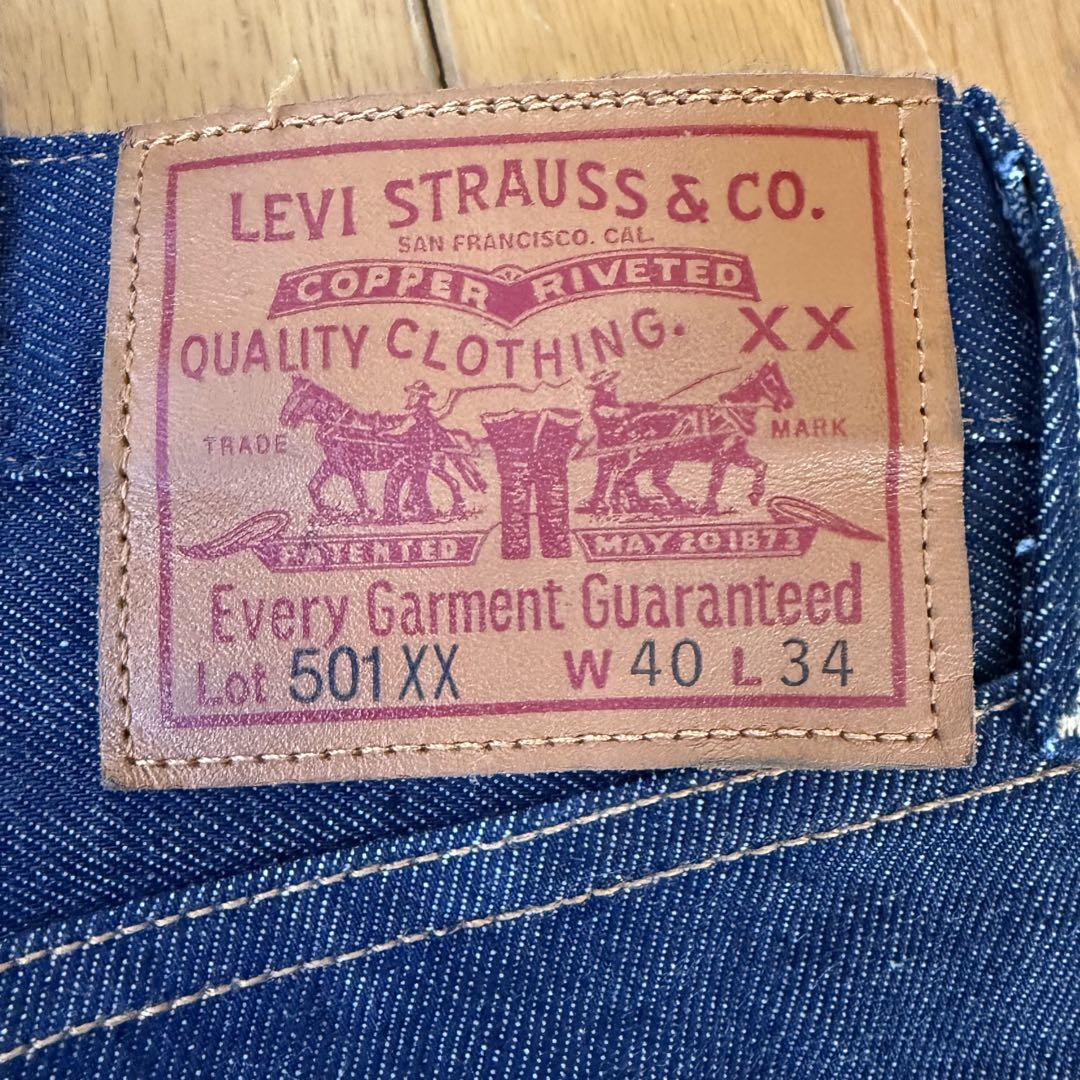 LEVI STRAUSS & CO.
SAN FRANCISCO. CAL.
COPPER RIVETED
QUALITY CLOTHING. XX
TRADE MARK
PATENTED MAY 20 1873
Every Garment Guaranteed
Lot 501XX W 40 L 34